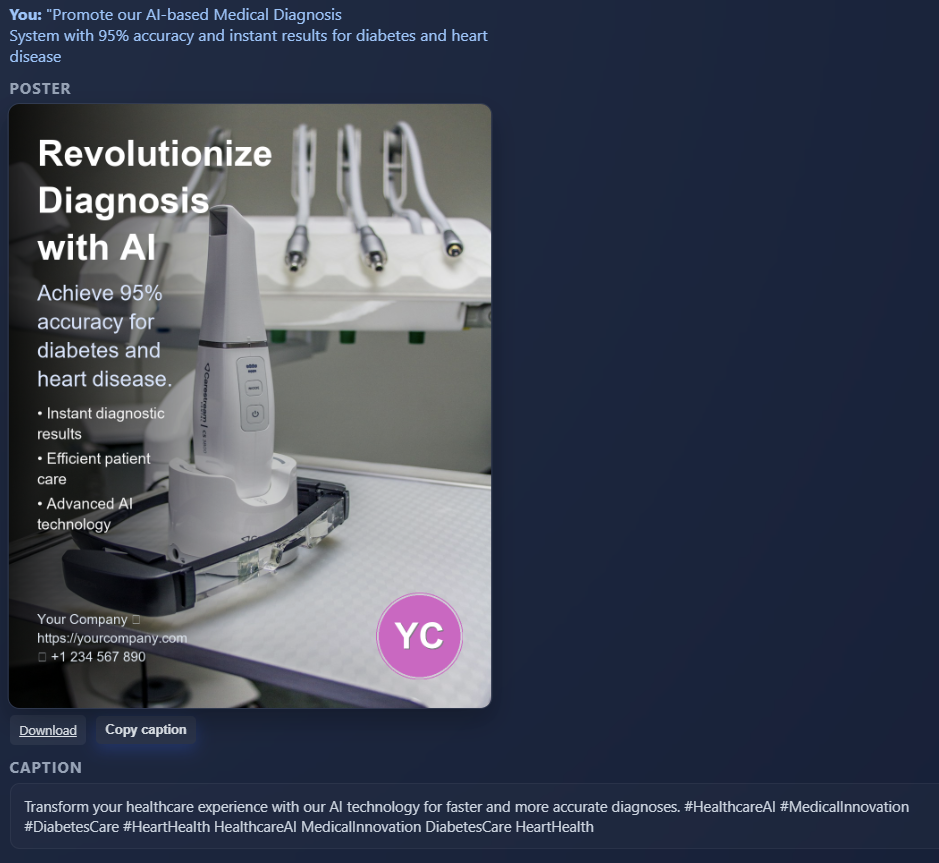 You: "Promote our AI-based Medical Diagnosis
System with 95% accuracy and instant results for diabetes and heart
disease
POSTER
Revolutionize
Diagnosis
with AI
Achieve 95%
accuracy for
diabetes and
heart disease.
• Instant diagnostic
results
• Efficient patient
care
• Advanced AI
technology
Carestream
Your Company
https://yourcompany.com
+1 234 567 890
YC
Download
Copy caption
CAPTION
Transform your healthcare experience with our AI technology for faster and more accurate diagnoses. #HealthcareAI #MedicalInnovation
#DiabetesCare #HeartHealth HealthcareAI MedicalInnovation DiabetesCare HeartHealth